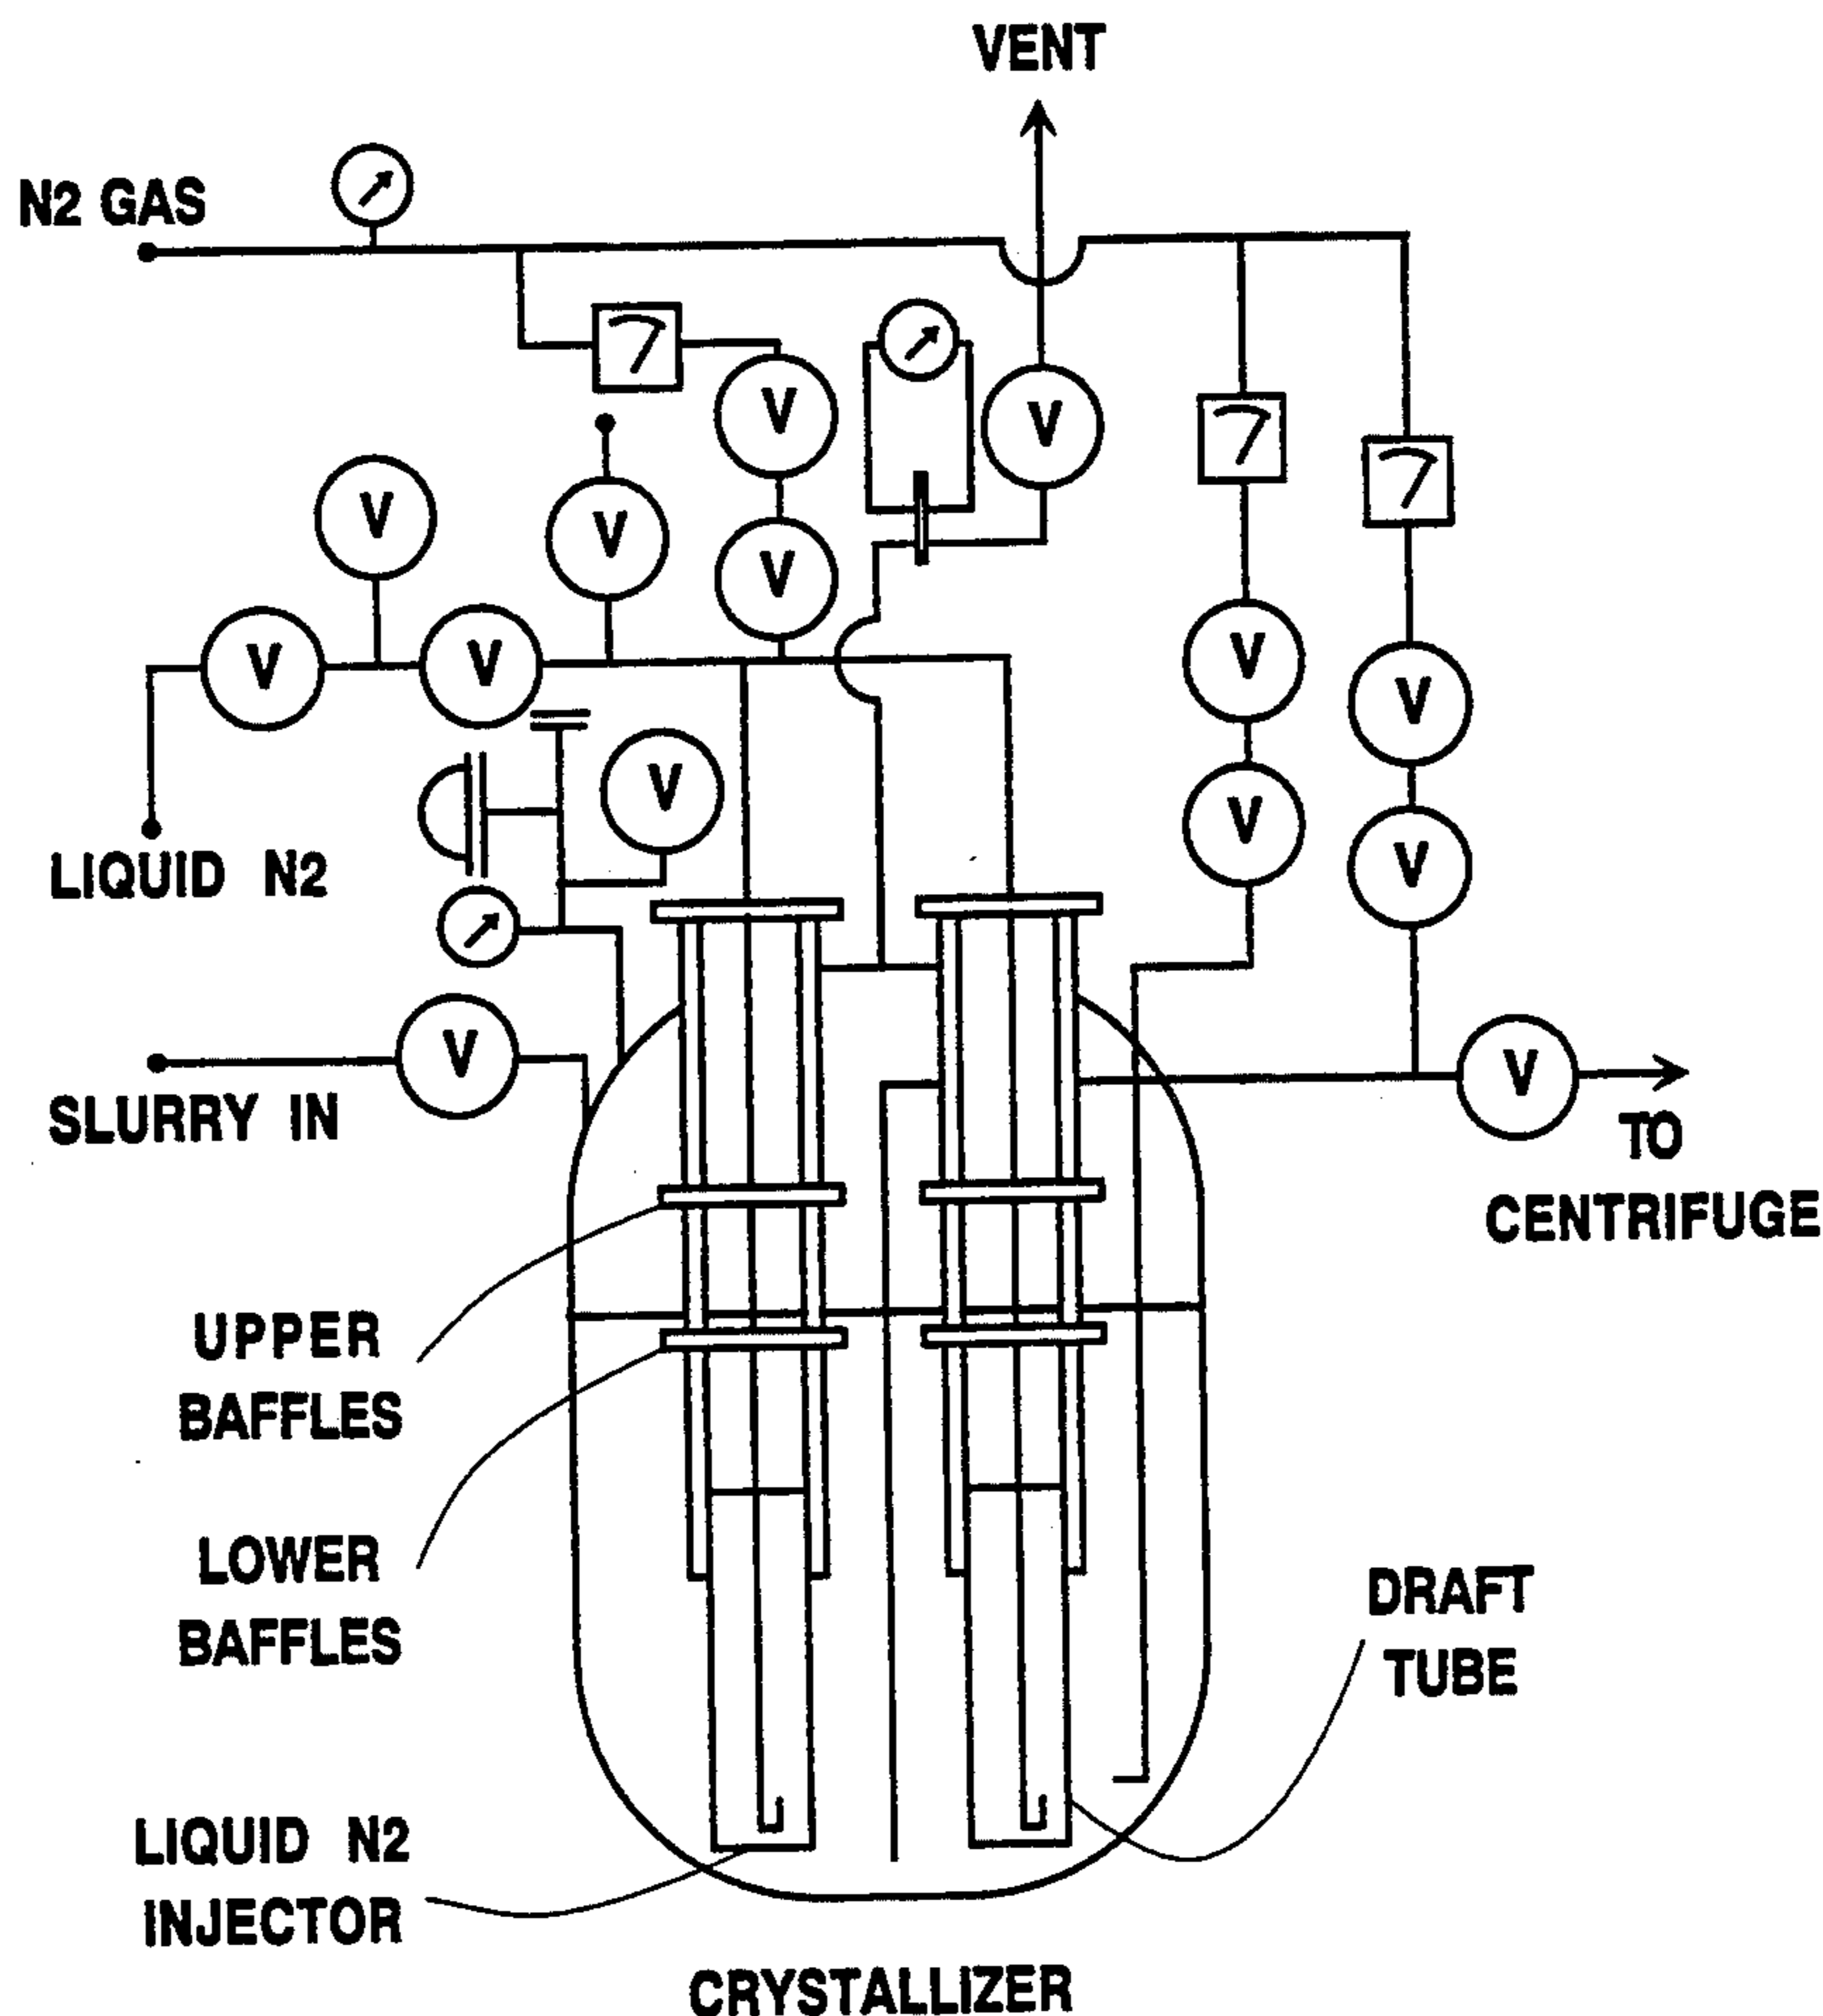 VENT
N2 GAS
V
V
V
V
V
V
V
V
V
V
V
V
V
LIQUID N2
V
SLURRY IN
V
TO
CENTRIFUGE
UPPER
BAFFLES
LOWER
BAFFLES
DRAFT
TUBE
LIQUID N2
INJECTOR
CRYSTALLIZER